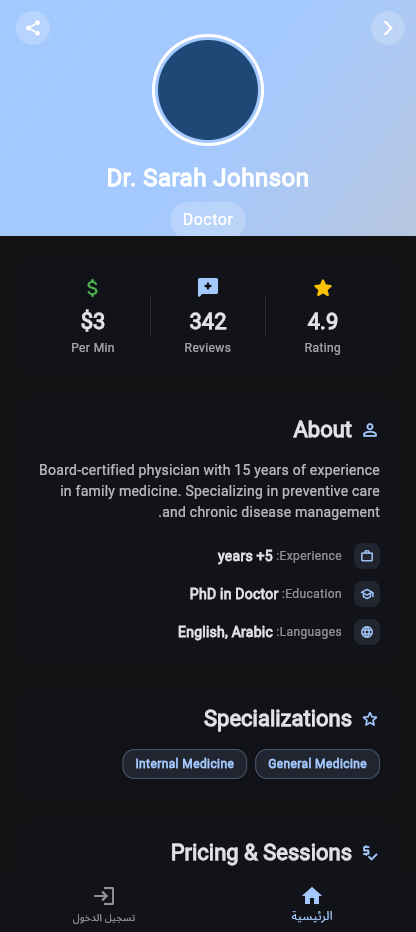 Dr. Sarah Johnson
Doctor
$3
342
4.9
Per Min
Reviews
Rating
About
Board-certified physician with 15 years of experience
in family medicine. Specializing in preventive care
.and chronic disease management
years +5 :Experience
PhD in Doctor :Education
English, Arabic :Languages
Specializations
Internal Medicine
General Medicine
Pricing & Sessions
الرئيسية
تسجيل الدخول